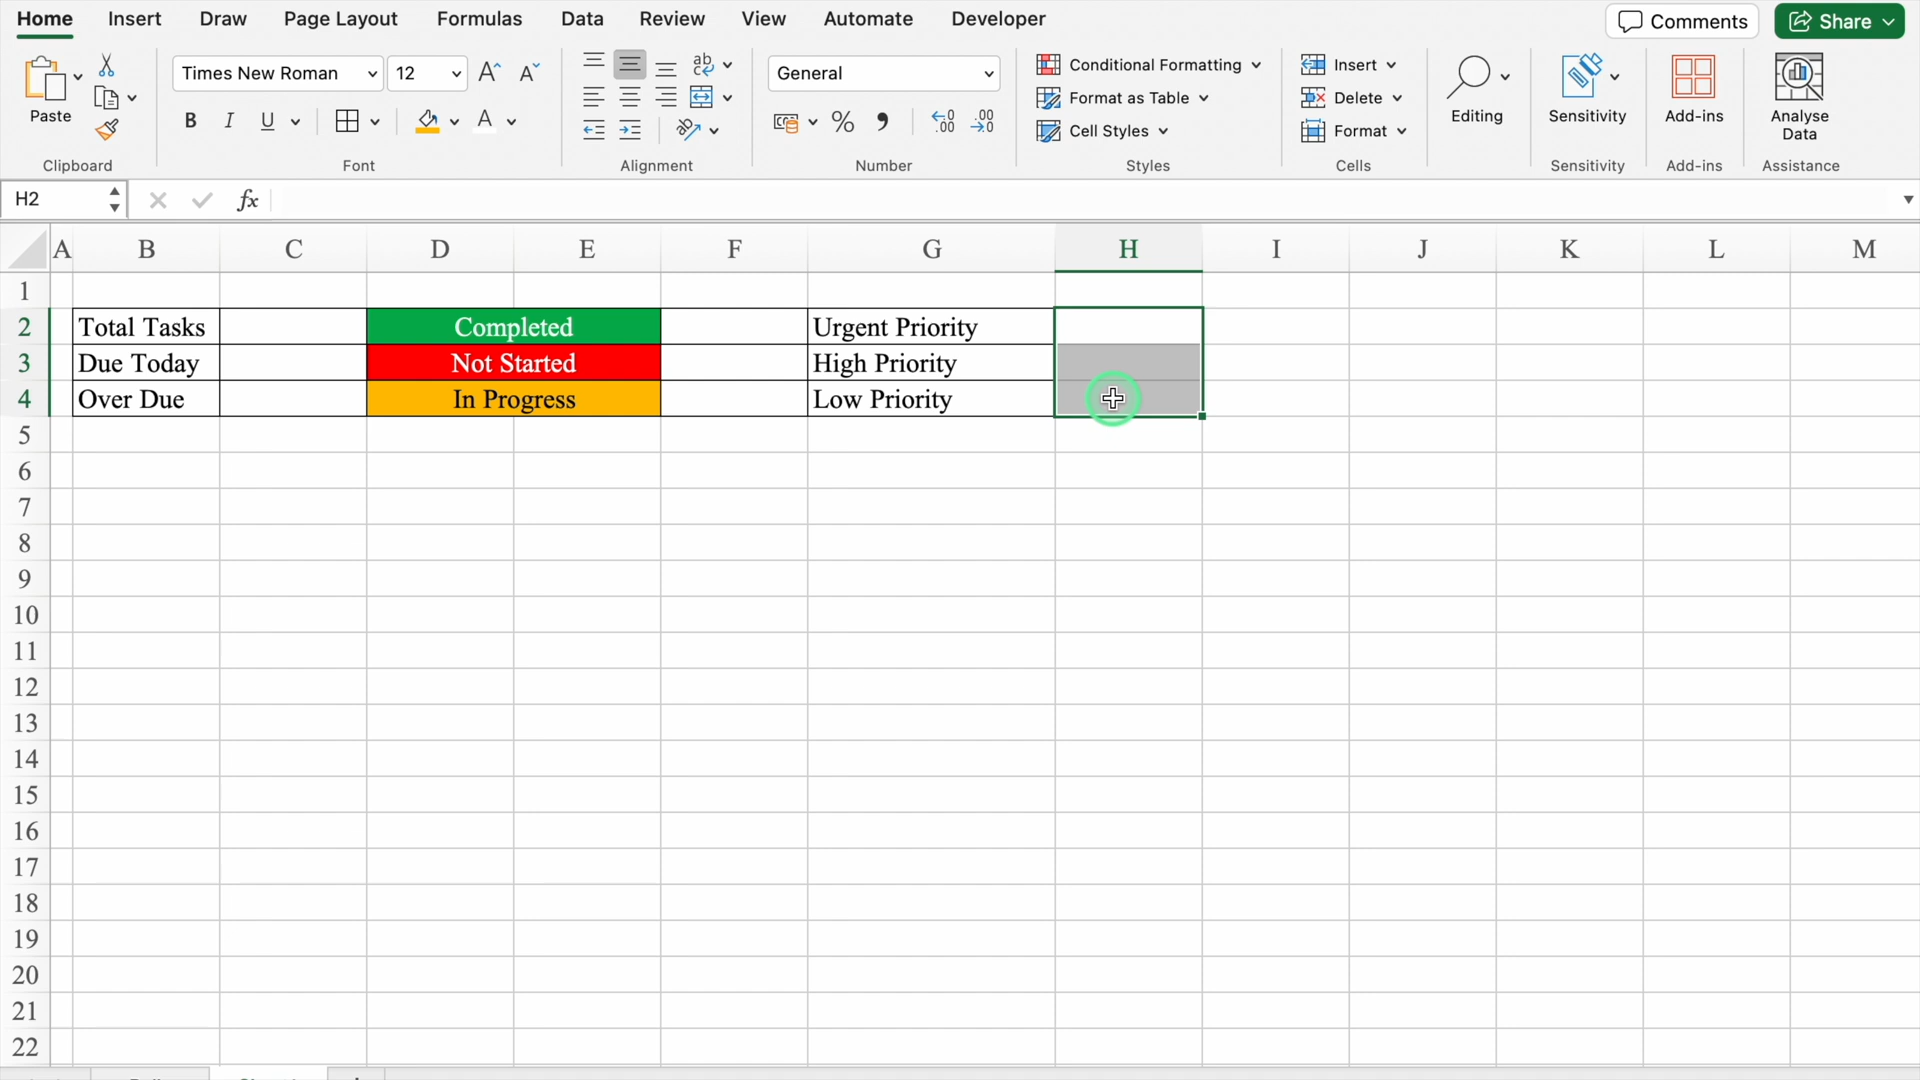 Home Insert Draw Page Layout Formulas Data Review View Automate Developer Comments Share
Times New Roman 12 General Conditional Formatting Insert
Format as Table Delete
Paste B I U A % Cell Styles Format Editing Sensitivity Add-ins Analyse Data
Clipboard Font Alignment Number Styles Cells Sensitivity Add-ins Assistance
H2 fx
A B C D E F G H I J K L M
1
2 Total Tasks Completed Urgent Priority
3 Due Today Not Started High Priority
4 Over Due In Progress Low Priority
5
6
7
8
9
10
11
12
13
14
15
16
17
18
19
20
21
22